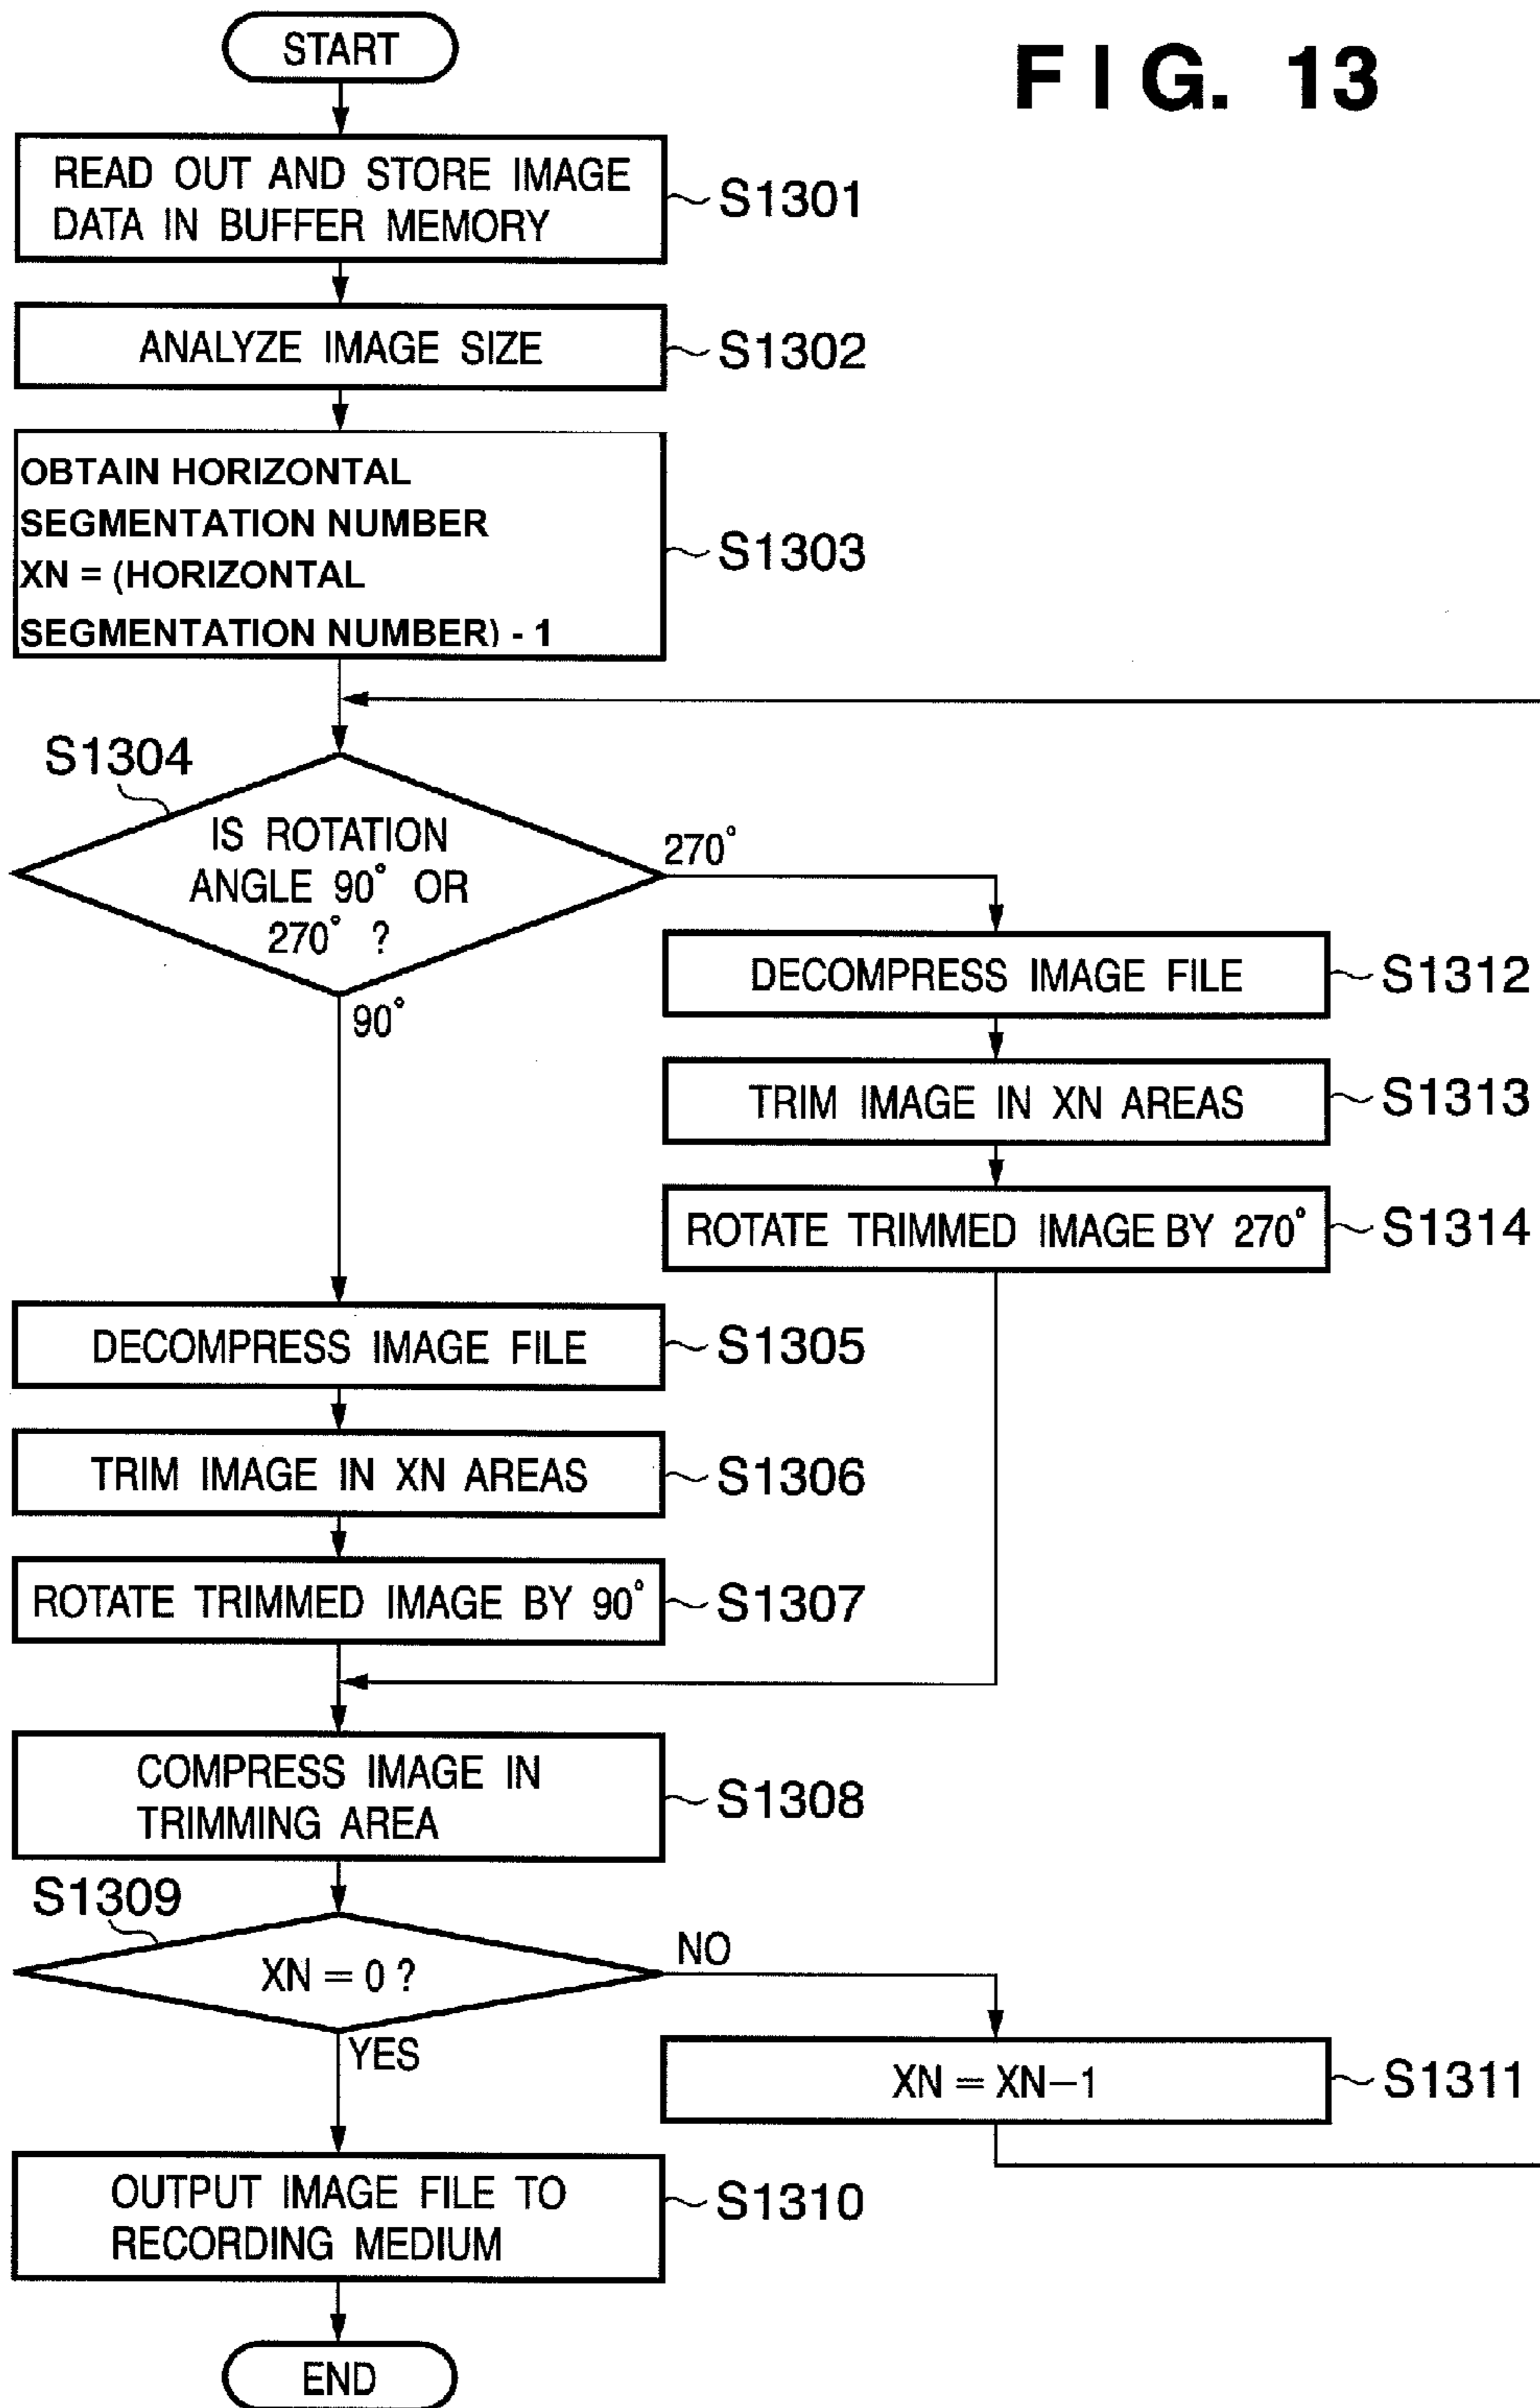 FIG. 13
START
READ OUT AND STORE IMAGE
DATA IN BUFFER MEMORY
S1301
ANALYZE IMAGE SIZE
S1302
OBTAIN HORIZONTAL
SEGMENTATION NUMBER
XN = (HORIZONTAL
SEGMENTATION NUMBER) - 1
S1303
S1304
IS ROTATION
ANGLE 90° OR
270° ?
270°
90°
DECOMPRESS IMAGE FILE
S1312
TRIM IMAGE IN XN AREAS
S1313
ROTATE TRIMMED IMAGE BY 270°
S1314
DECOMPRESS IMAGE FILE
S1305
TRIM IMAGE IN XN AREAS
S1306
ROTATE TRIMMED IMAGE BY 90°
S1307
COMPRESS IMAGE IN
TRIMMING AREA
S1308
S1309
XN = 0 ?
NO
YES
XN = XN-1
S1311
OUTPUT IMAGE FILE TO
RECORDING MEDIUM
S1310
END